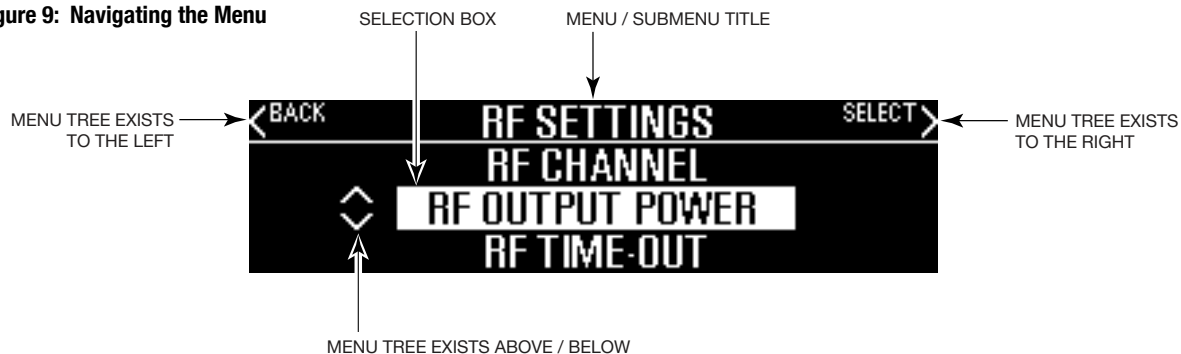 gure 9: Navigating the Menu
SELECTION BOX
MENU / SUBMENU TITLE
MENU TREE EXISTS
TO THE LEFT
BACK
RF SETTINGS
SELECT
MENU TREE EXISTS
TO THE RIGHT
RF CHANNEL
RF OUTPUT POWER
RF TIME-OUT
MENU TREE EXISTS ABOVE / BELOW